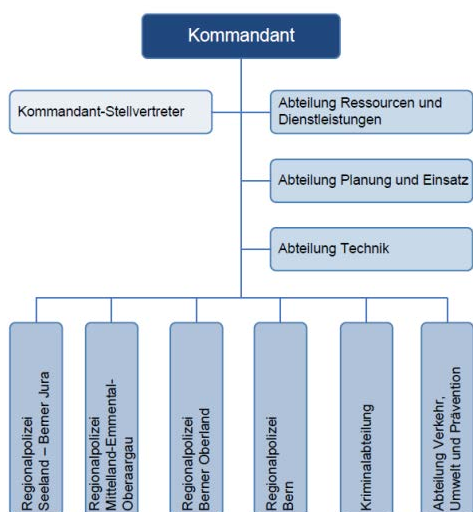 Kommandant
Kommandant-Stellvertreter
Abteilung Ressourcen und
Dienstleistungen
Abteilung Planung und Einsatz
Abteilung Technik
Regionalpolizei
Seeland – Berner Jura
Regionalpolizei
Mittelland-Emmental-
Oberaargau
Regionalpolizei
Berner Oberland
Regionalpolizei
Bern
Kriminalabteilung
Abteilung Verkehr,
Umwelt und Prävention